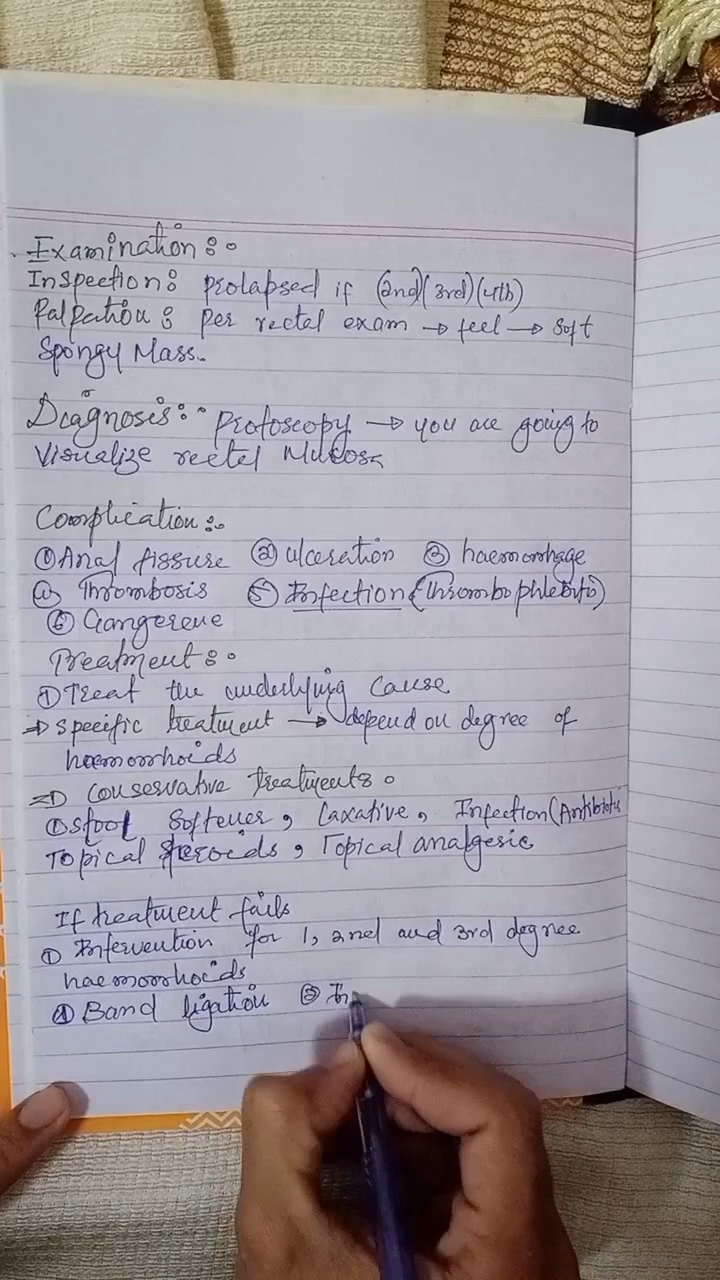 Examination:
Inspection: prolapsed if (2nd)(3rd)(4th)
Palpation: per rectal exam → feel → soft
Spongy Mass.
Diagnosis: protoscopy → you are going to
visualize rectel Mucosa
Complication:
① Anal fissure ② ulceration ③ haemorrhage
④ Thrombosis ⑤ Infection (Thrombophlebitis)
⑥ Gangerene
Treatment:
① Treat the underlying cause
⇒ specific treatment → depend on degree of
haemorrhoids
⇒ conservative treatments
① stool softener, Laxative, Infection (Antibiotic
Topical steroids, Topical analgesic
If treatment fails
① Intervention for 1, 2nd and 3rd degree
haemorrhoids
① Band ligation ② In